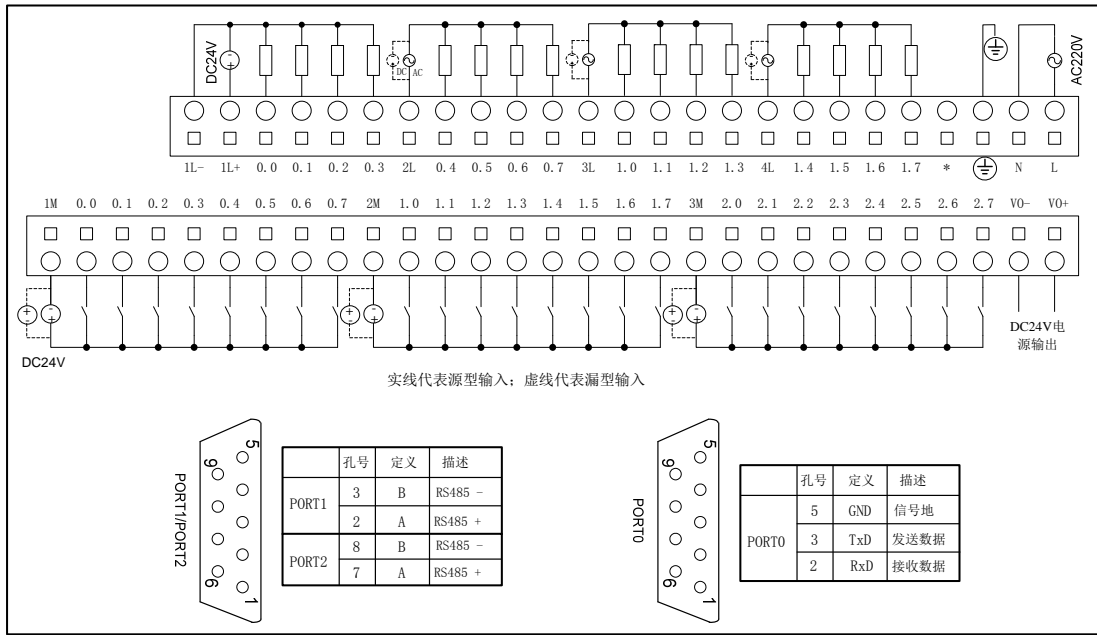 DC24V
DC AC
AC220V
1L- 1L+ 0.0 0.1 0.2 0.3 2L 0.4 0.5 0.6 0.7 3L 1.0 1.1 1.2 1.3 4L 1.4 1.5 1.6 1.7 * N L
1M 0.0 0.1 0.2 0.3 0.4 0.5 0.6 0.7 2M 1.0 1.1 1.2 1.3 1.4 1.5 1.6 1.7 3M 2.0 2.1 2.2 2.3 2.4 2.5 2.6 2.7 VO- VO+
DC24V
DC24V电
源输出
实线代表源型输入；虚线代表漏型输入
PORT1/PORT2
5
9
6
1
孔号 定义 描述
PORT1
3 B RS485 -
2 A RS485 +
PORT2
8 B RS485 -
7 A RS485 +
PORT0
5
9
6
1
孔号 定义 描述
PORT0
5 GND 信号地
3 TxD 发送数据
2 RxD 接收数据